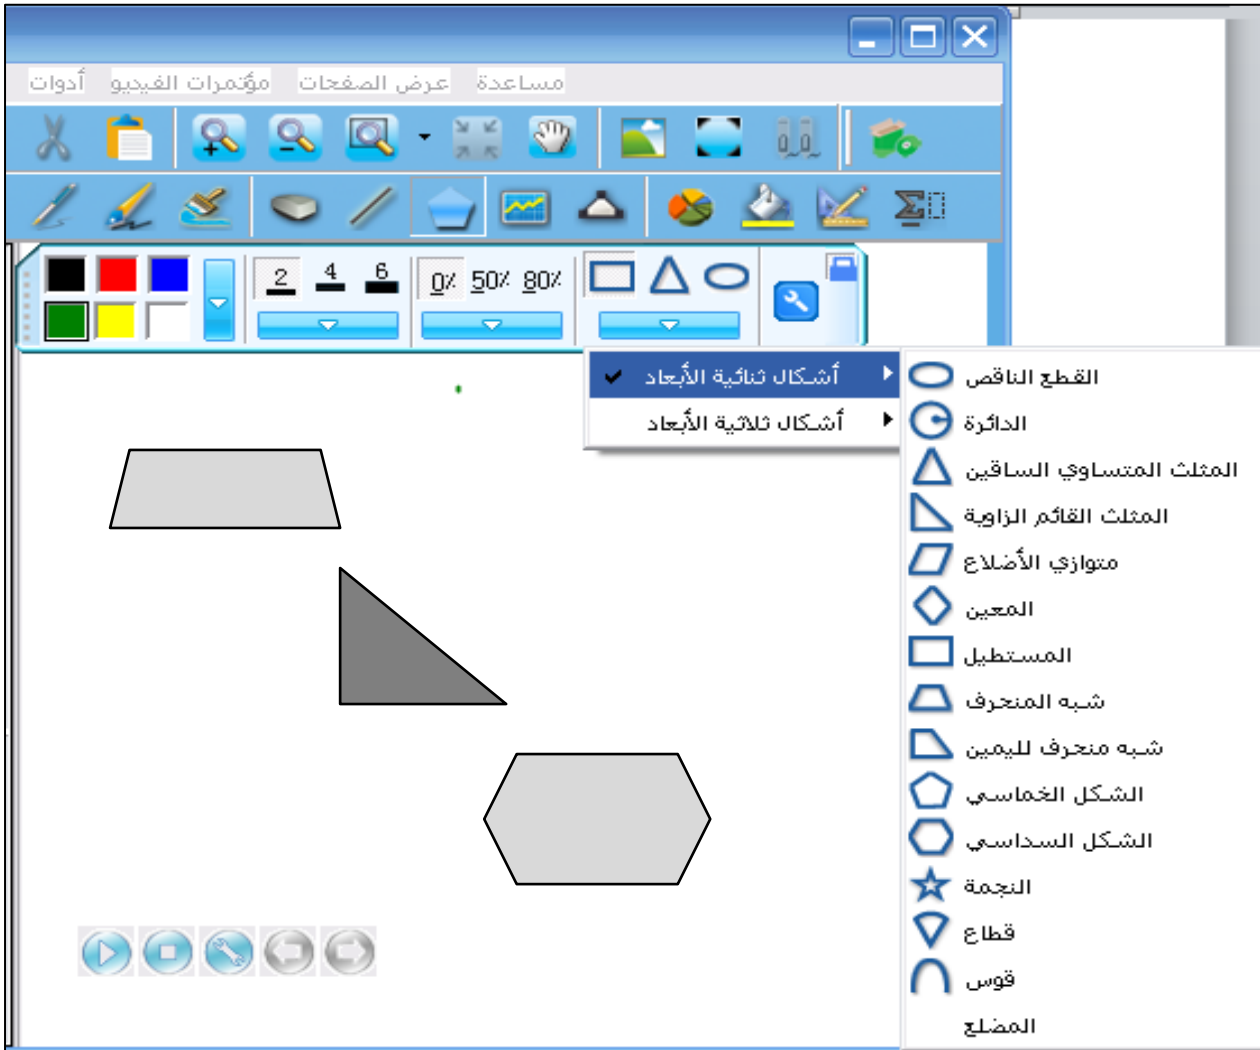 أدوات مؤتمرات الفيديو عرض الصفحات مساعدة
2 4 6 0% 50% 80%
أشكال ثنائية الأبعاد
أشكال ثلاثية الأبعاد
القطع الناقص
الدائرة
المثلث المتساوي الساقين
المثلث القائم الزاوية
متوازي الأضلاع
المعين
المستطيل
شبه المنحرف
شبه منحرف لليمين
الشكل الخماسي
الشكل السداسي
النجمة
قطاع
قوس
المضلع